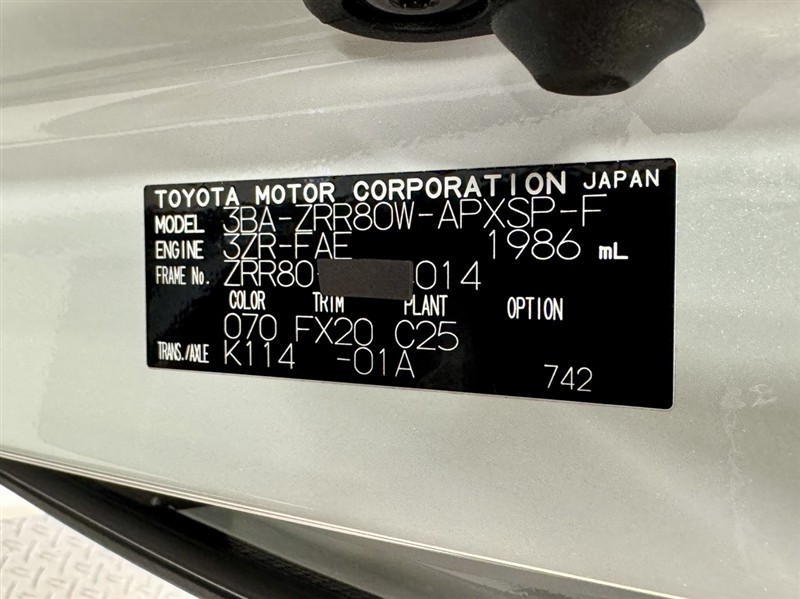 TOYOTA MOTOR CORPORATION JAPAN
MODEL 3BA-ZRR80W-APXSP-F
ENGINE 3ZR-FAE 1986 mL
FRAME No. ZRR80 014
COLOR TRIM PLANT OPTION
070 FX20 C25
TRANS./AXLE K114 -01A
742